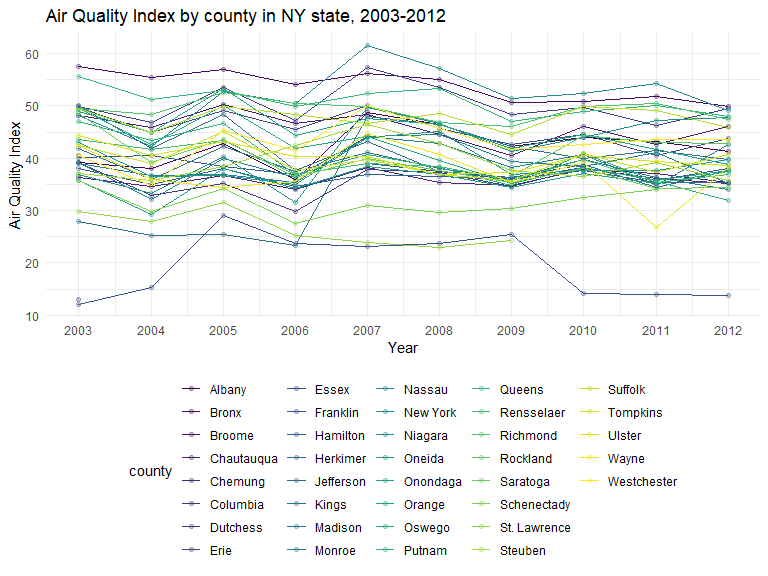 Air Quality Index by county in NY state, 2003-2012
Air Quality Index
60
50
40
30
20
10
2003 2004 2005 2006 2007 2008 2009 2010 2011 2012
Year
county
Albany Essex Nassau Queens Suffolk
Bronx Franklin New York Rensselaer Tompkins
Broome Hamilton Niagara Richmond Ulster
Chautauqua Herkimer Oneida Rockland Wayne
Chemung Jefferson Onondaga Saratoga Westchester
Columbia Kings Orange Schenectady
Dutchess Madison Oswego St. Lawrence
Erie Monroe Putnam Steuben